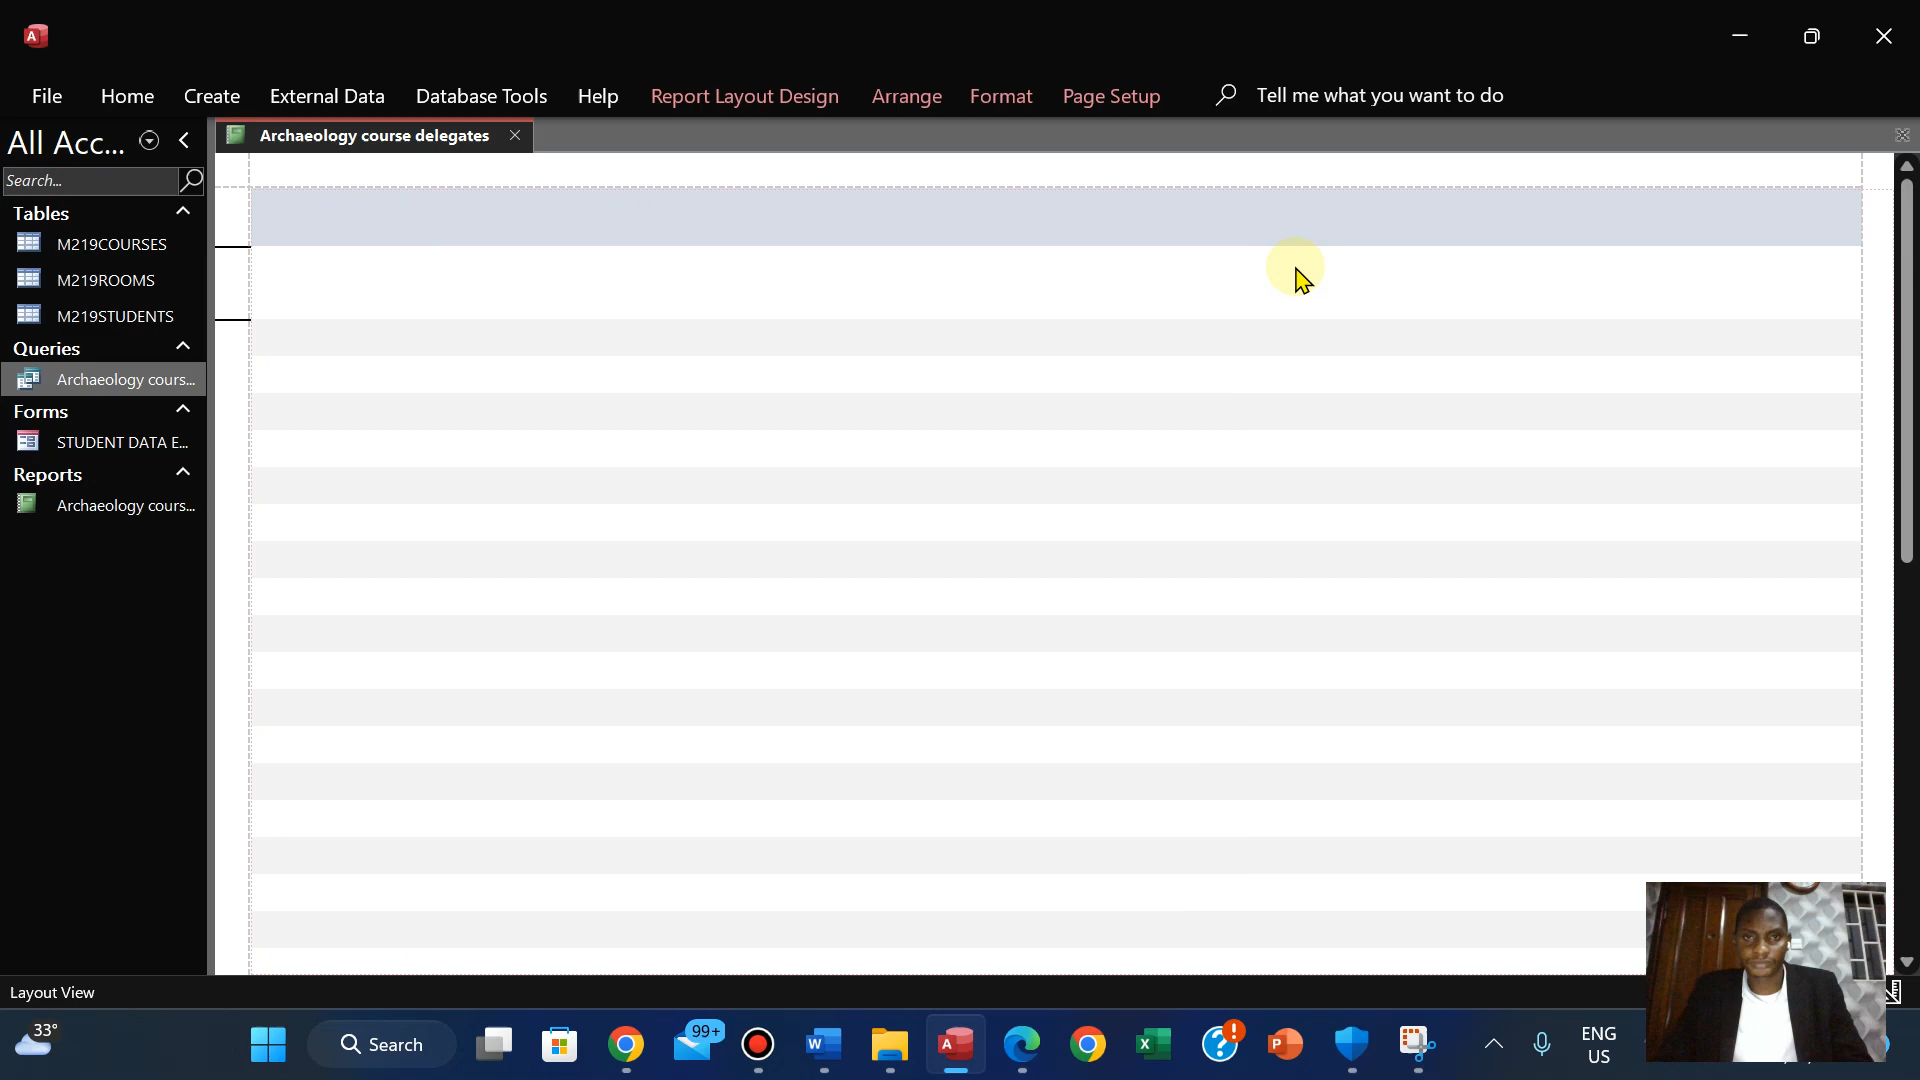 File Home Create External Data Database Tools Help Report Layout Design Arrange Format Page Setup Tell me what you want to do
All Acc...
Archaeology course delegates
Search...
Tables
M219COURSES
M219ROOMS
M219STUDENTS
Queries
Archaeology cours...
Forms
STUDENT DATA E...
Reports
Archaeology cours...
Layout View
33°
Search
99+
ENG
US